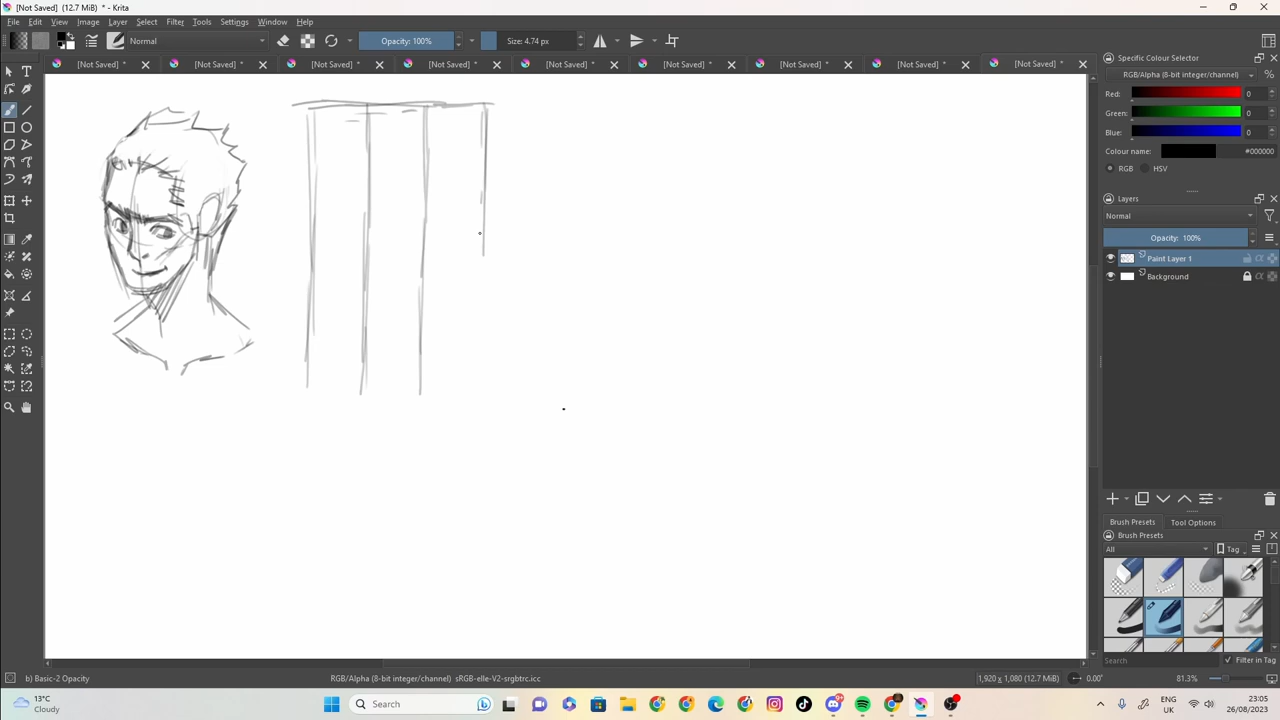 [Not Saved] (12.7 MiB) * - Krita
File Edit View Image Layer Select Filter Tools Settings Window Help
Normal Opacity: 100% Size: 4.74 px
[Not Saved] * [Not Saved] * [Not Saved] * [Not Saved] * [Not Saved] * [Not Saved] * [Not Saved] * [Not Saved] * [Not Saved] *
Specific Colour Selector
RGB/Alpha (8-bit integer/channel) %
Red: 0
Green: 0
Blue: 0
Colour name: #000000
RGB HSV
Layers
Normal
Opacity: 100%
Paint Layer 1
Background
Brush Presets Tool Options
Brush Presets
All Tag
Search Filter in Tag
b) Basic-2 Opacity RGB/Alpha (8-bit integer/channel) sRGB-elle-V2-srgbtrc.icc 1,920 x 1,080 (12.7 MiB) 0.00° 81.3%
13°C
Cloudy
Search
ENG
UK
23:05
26/08/2023